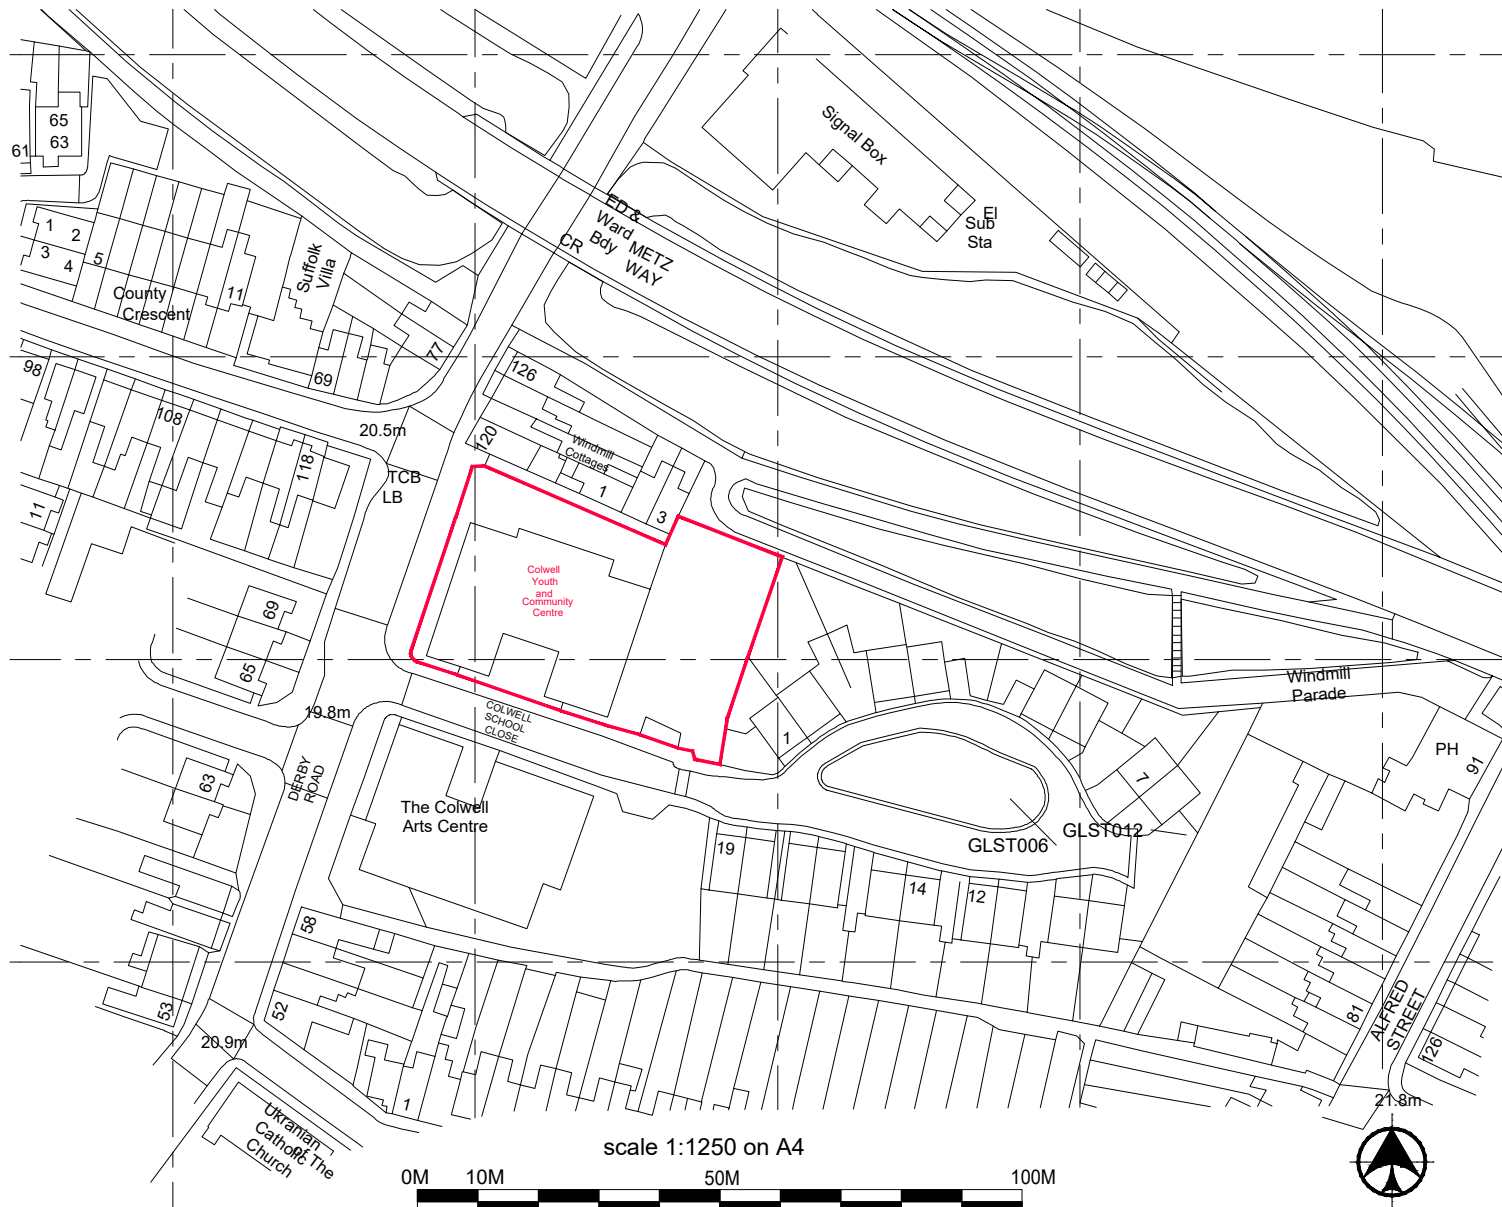 65
63
61
1
2
3
4
5
County
Crescent
11
Suffolk
Villa
69
77
Signal Box
El
Sub
Sta
ED &
Ward
Bdy
CR
METZ
WAY
98
108
118
11
20.5m
TCB
LB
126
120
Windmill
Cottages
1
3
Colwell
Youth
and
Community
Centre
69
65
19.8m
COLWELL
SCHOOL
CLOSE
63
DERBY
ROAD
The Colwell
Arts Centre
1
7
Windmill
Parade
PH
91
GLST006
GLST012
19
14
12
58
52
53
20.9m
1
81
ALFRED
STREET
126
21.8m
Ukranian
Catholic
Church
of The
scale 1:1250 on A4
0M
10M
50M
100M